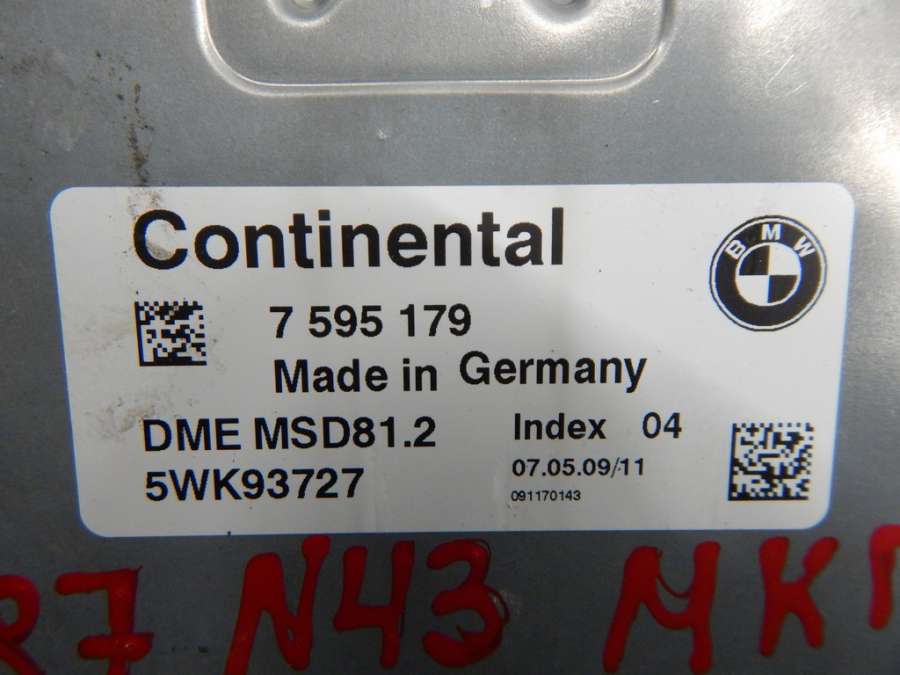 Continental
BMW
7 595 179
Made in Germany
DME MSD81.2
Index 04
5WK93727
07.05.09/11
091170143
N43